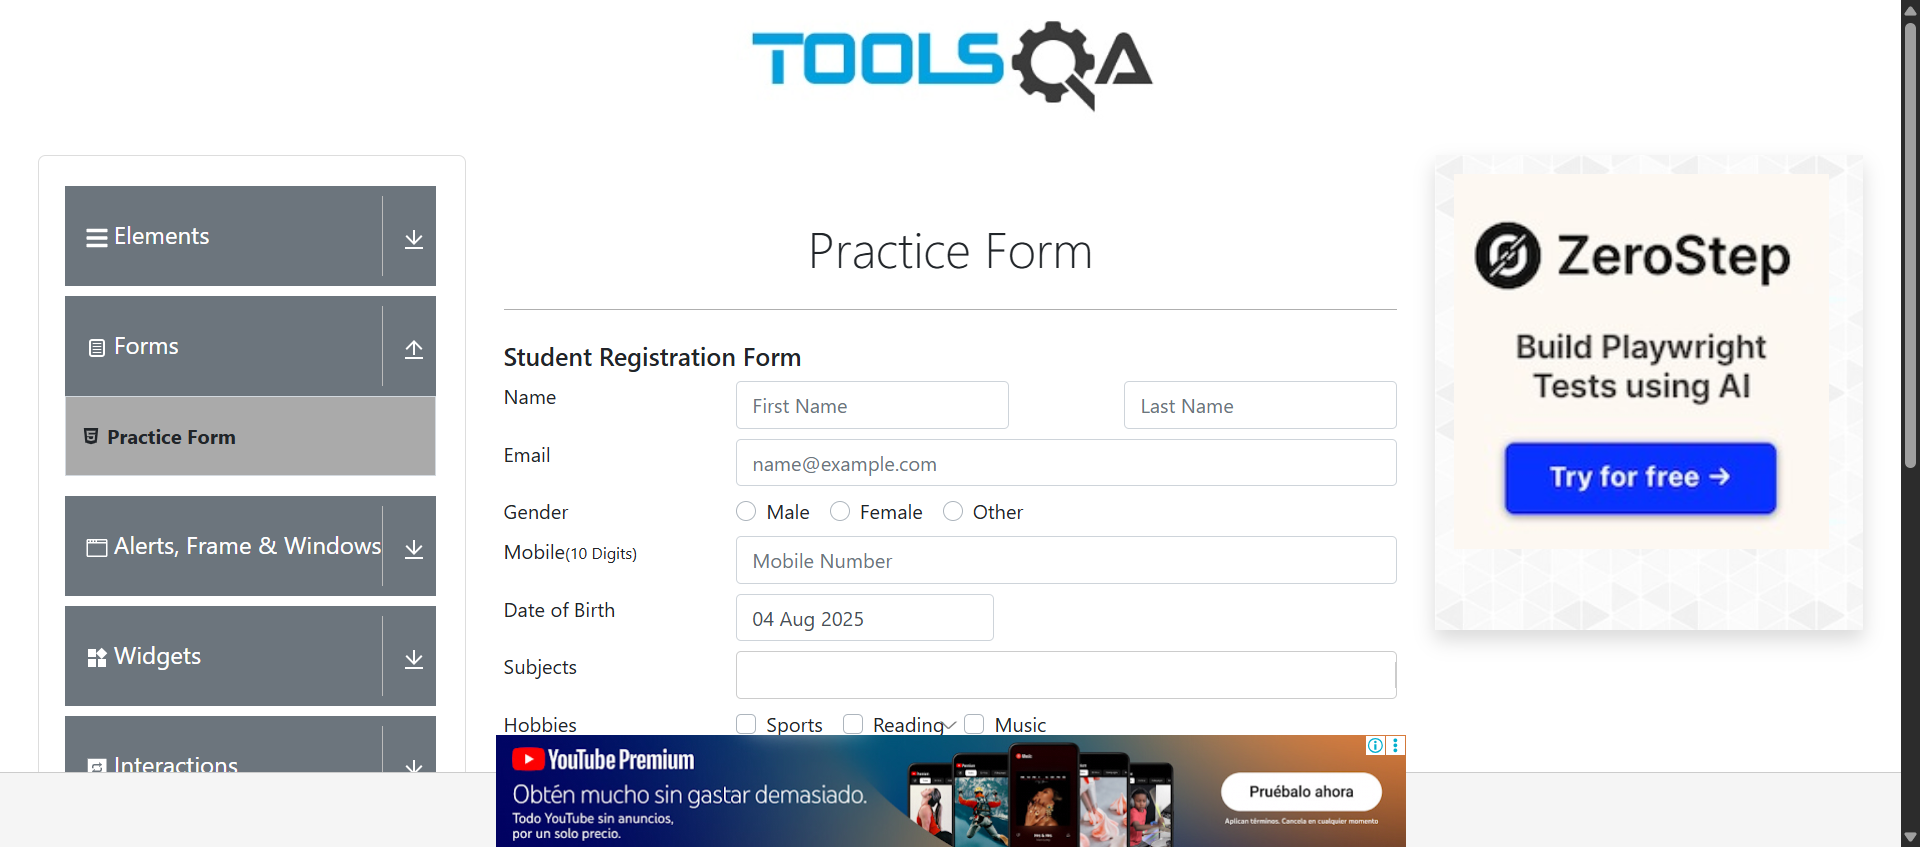 TOOLSQA
Elements
Forms
Practice Form
Alerts, Frame & Windows
Widgets
Interactions
Practice Form
Student Registration Form
Name
First Name
Last Name
Email
name@example.com
Gender
Male
Female
Other
Mobile(10 Digits)
Mobile Number
Date of Birth
04 Aug 2025
Subjects
Hobbies
Sports
Reading
Music
ZeroStep
Build Playwright
Tests using AI
Try for free →
YouTube Premium
Obtén mucho sin gastar demasiado.
Todo YouTube sin anuncios,
por un solo precio.
Pruébalo ahora
Aplican términos. Cancela en cualquier momento